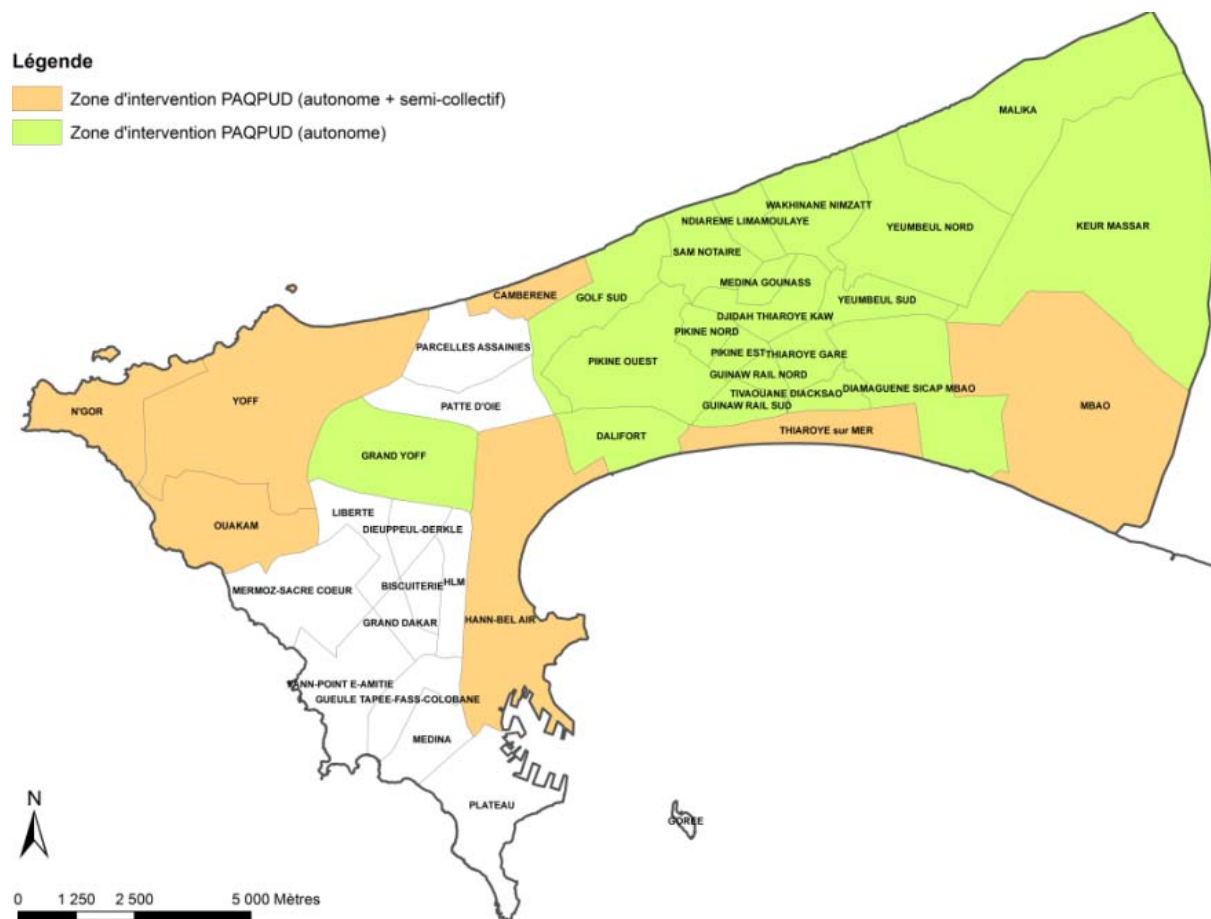 Légende
Zone d'intervention PAQPUD (autonome + semi-collectif)
Zone d'intervention PAQPUD (autonome)
MALIKA
WAKHINANE NIMZATT
NDIAREME LIMAMOULAYE
YEUMBEUL NORD
KEUR MASSAR
SAM NOTAIRE
MEDINA GOUNASS
CAMBERENE
GOLF SUD
YEUMBEUL SUD
DJIDAH THIAROYE KAW
PIKINE NORD
PARCELLES ASSAINIES
PIKINE EST
THIAROYE GARE
PIKINE OUEST
GUINAW RAIL NORD
DIAMAGUENE SICAP MBAO
TIVAOUANE DIACKSAO
YOFF
PATTE D'OIE
GUINAW RAIL SUD
MBAO
N'GOR
THIAROYE sur MER
DALIFORT
GRAND YOFF
LIBERTE
OUAKAM
DIEUPPEUL-DERKLE
HLM
BISCUITERIE
MERMOZ-SACRE COEUR
GRAND DAKAR
HANN-BEL AIR
ANN-POINT E-AMITIE
GUEULE TAPEE-FASS-COLOBANE
MEDINA
PLATEAU
GOREE
N
0 1 250 2 500 5 000 Mètres